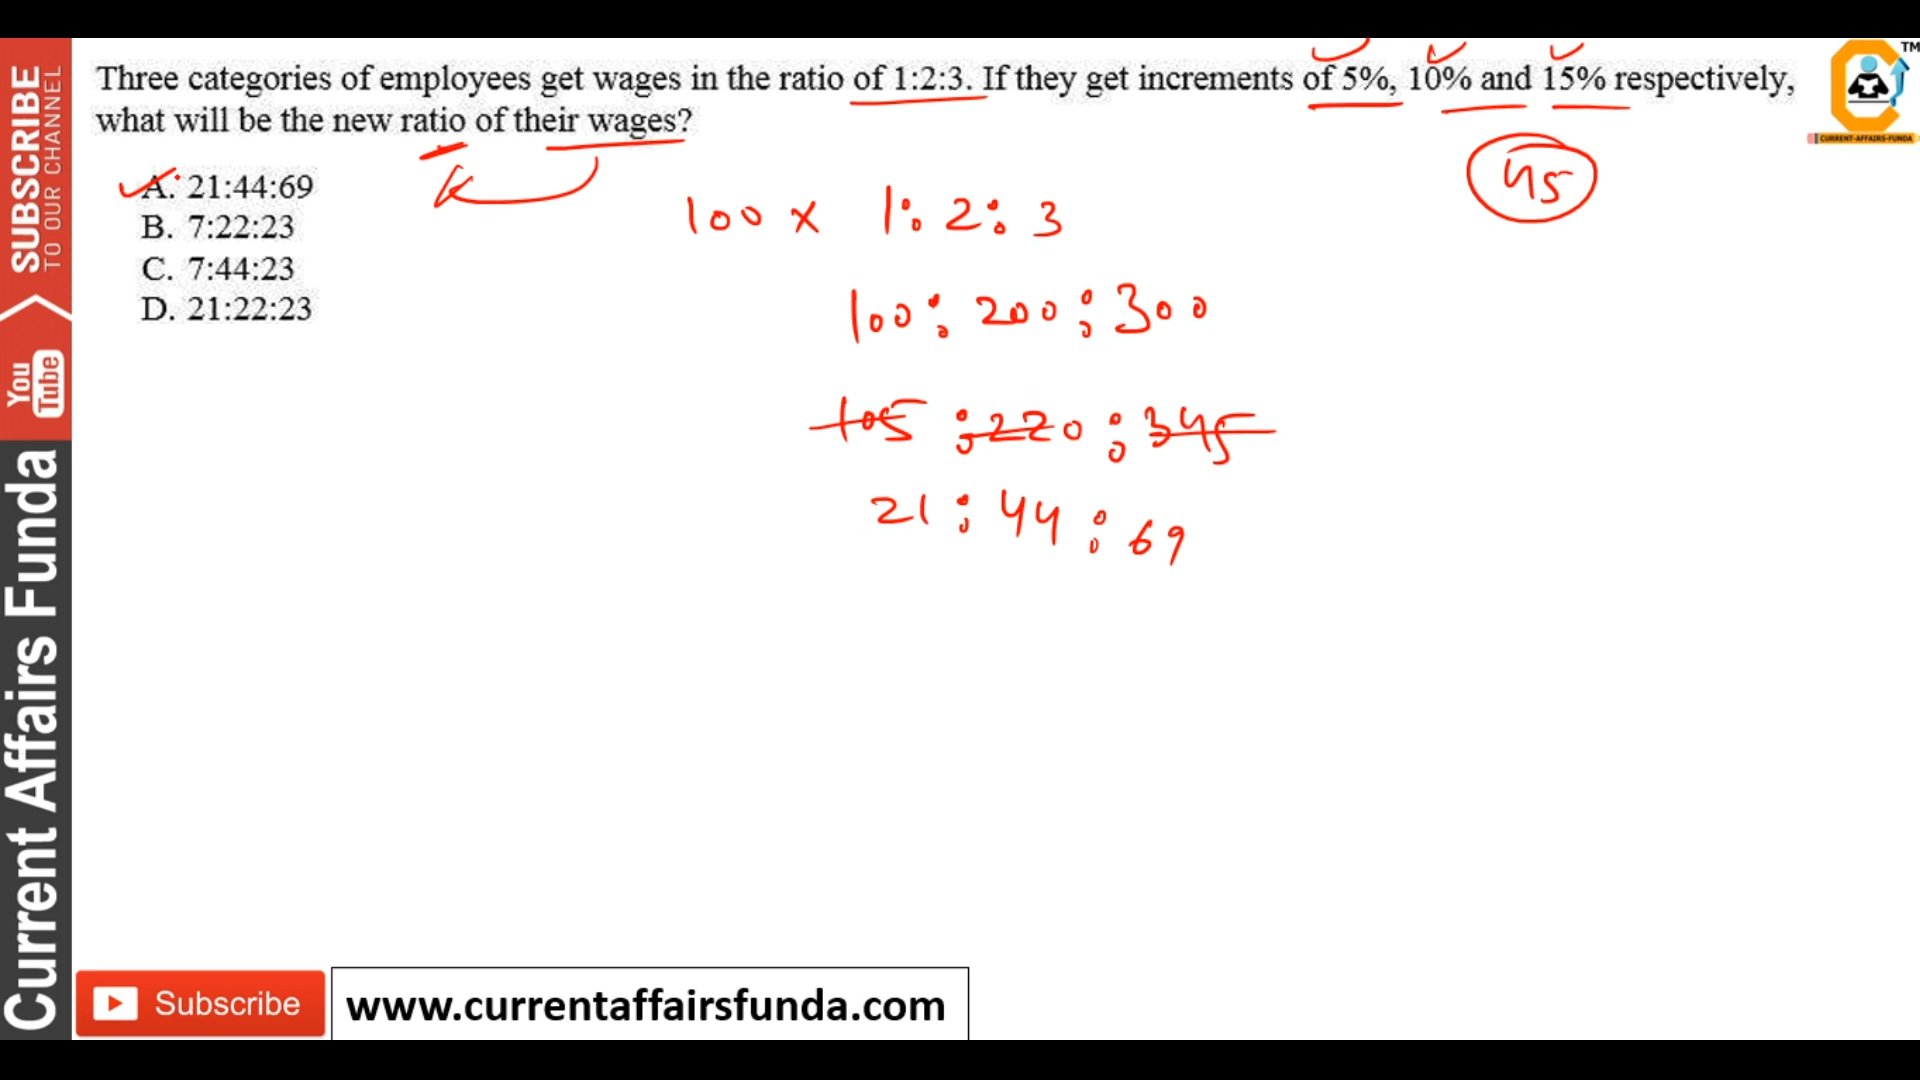 SUBSCRIBE
TO OUR CHANNEL
You
Tube
Current Affairs Funda
Three categories of employees get wages in the ratio of 1:2:3. If they get increments of 5%, 10% and 15% respectively,
what will be the new ratio of their wages?
TM
CURRENT-AFFAIRS-FUNDA
45
A. 21:44:69
B. 7:22:23
C. 7:44:23
D. 21:22:23
100 x 1:2:3
100:200:300
105:220:345
21:44:69
Subscribe
www.currentaffairsfunda.com